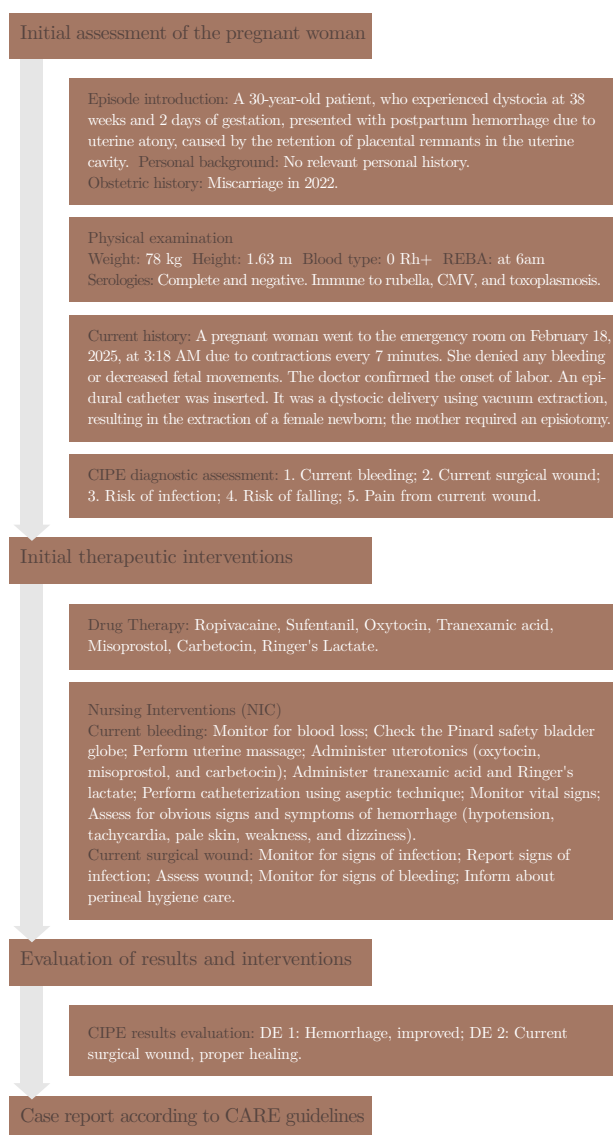 Initial assessment of the pregnant woman
Episode introduction: A 30-year-old patient, who experienced dystocia at 38
weeks and 2 days of gestation, presented with postpartum hemorrhage due to
uterine atony, caused by the retention of placental remnants in the uterine
cavity. Personal background: No relevant personal history.
Obstetric history: Miscarriage in 2022.
Physical examination
Weight: 78 kg Height: 1.63 m Blood type: 0 Rh+ REBA: at 6am
Serologies: Complete and negative. Immune to rubella, CMV, and toxoplasmosis.
Current history: A pregnant woman went to the emergency room on February 18,
2025, at 3:18 AM due to contractions every 7 minutes. She denied any bleeding
or decreased fetal movements. The doctor confirmed the onset of labor. An epi-
dural catheter was inserted. It was a dystocic delivery using vacuum extraction,
resulting in the extraction of a female newborn; the mother required an episiotomy.
CIPE diagnostic assessment: 1. Current bleeding; 2. Current surgical wound;
3. Risk of infection; 4. Risk of falling; 5. Pain from current wound.
Initial therapeutic interventions
Drug Therapy: Ropivacaine, Sufentanil, Oxytocin, Tranexamic acid,
Misoprostol, Carbetocin, Ringer's Lactate.
Nursing Interventions (NIC)
Current bleeding: Monitor for blood loss; Check the Pinard safety bladder
globe; Perform uterine massage; Administer uterotonics (oxytocin,
misoprostol, and carbetocin); Administer tranexamic acid and Ringer's
lactate; Perform catheterization using aseptic technique; Monitor vital signs;
Assess for obvious signs and symptoms of hemorrhage (hypotension,
tachycardia, pale skin, weakness, and dizziness).
Current surgical wound: Monitor for signs of infection; Report signs of
infection; Assess wound; Monitor for signs of bleeding; Inform about
perineal hygiene care.
Evaluation of results and interventions
CIPE results evaluation: DE 1: Hemorrhage, improved; DE 2: Current
surgical wound, proper healing.
Case report according to CARE guidelines